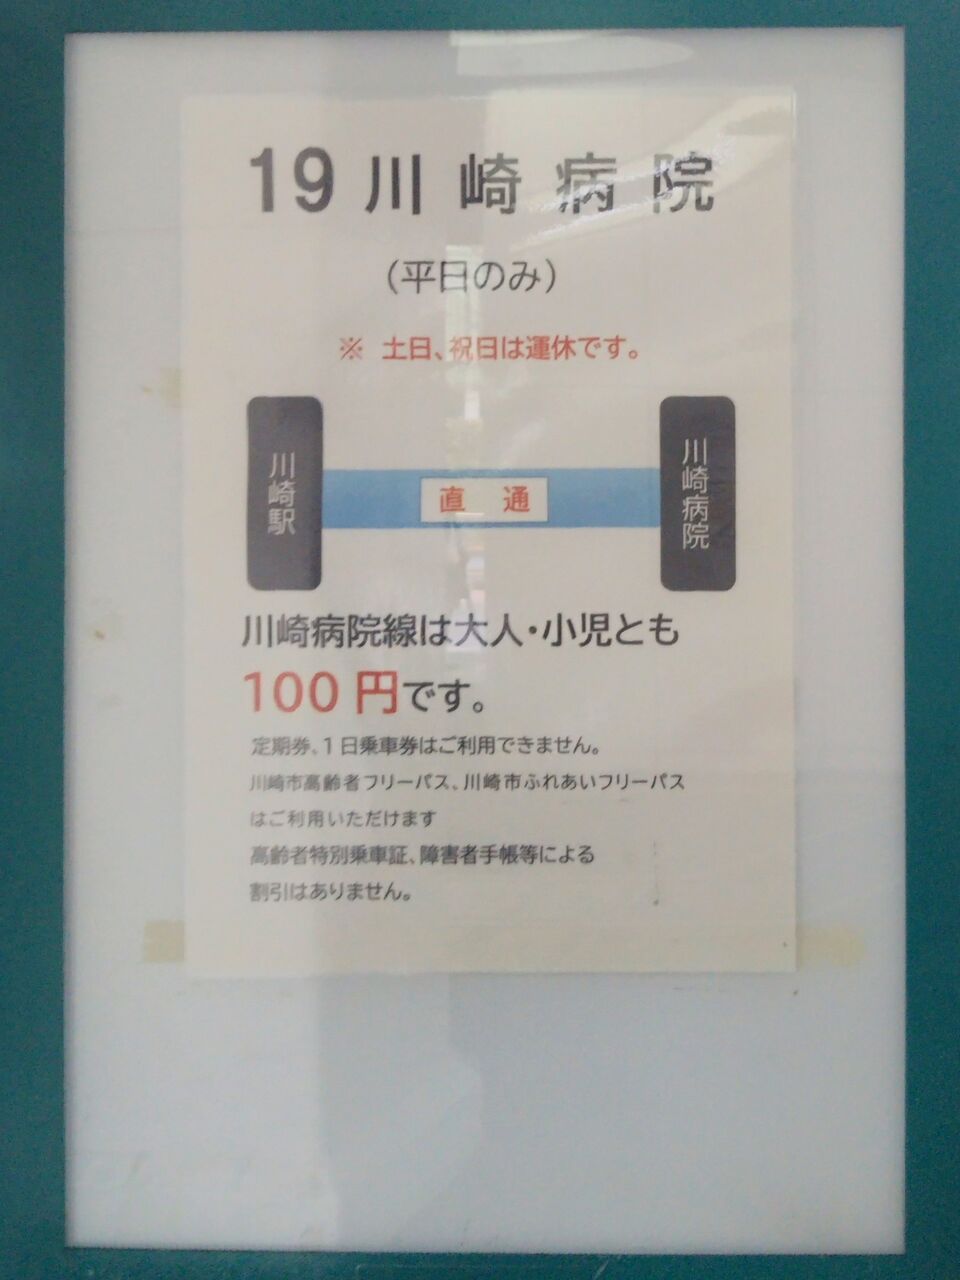 19 川崎病院
(平日のみ)
※ 土日、祝日は運休です。
川崎駅
直通
川崎病院
川崎病院線は大人・小児とも
100円です。
定期券、1日乗車券はご利用できません。
川崎市高齢者フリーパス、川崎市ふれあいフリーパス
はご利用いただけます
高齢者特別乗車証、障害者手帳等による
割引はありません。